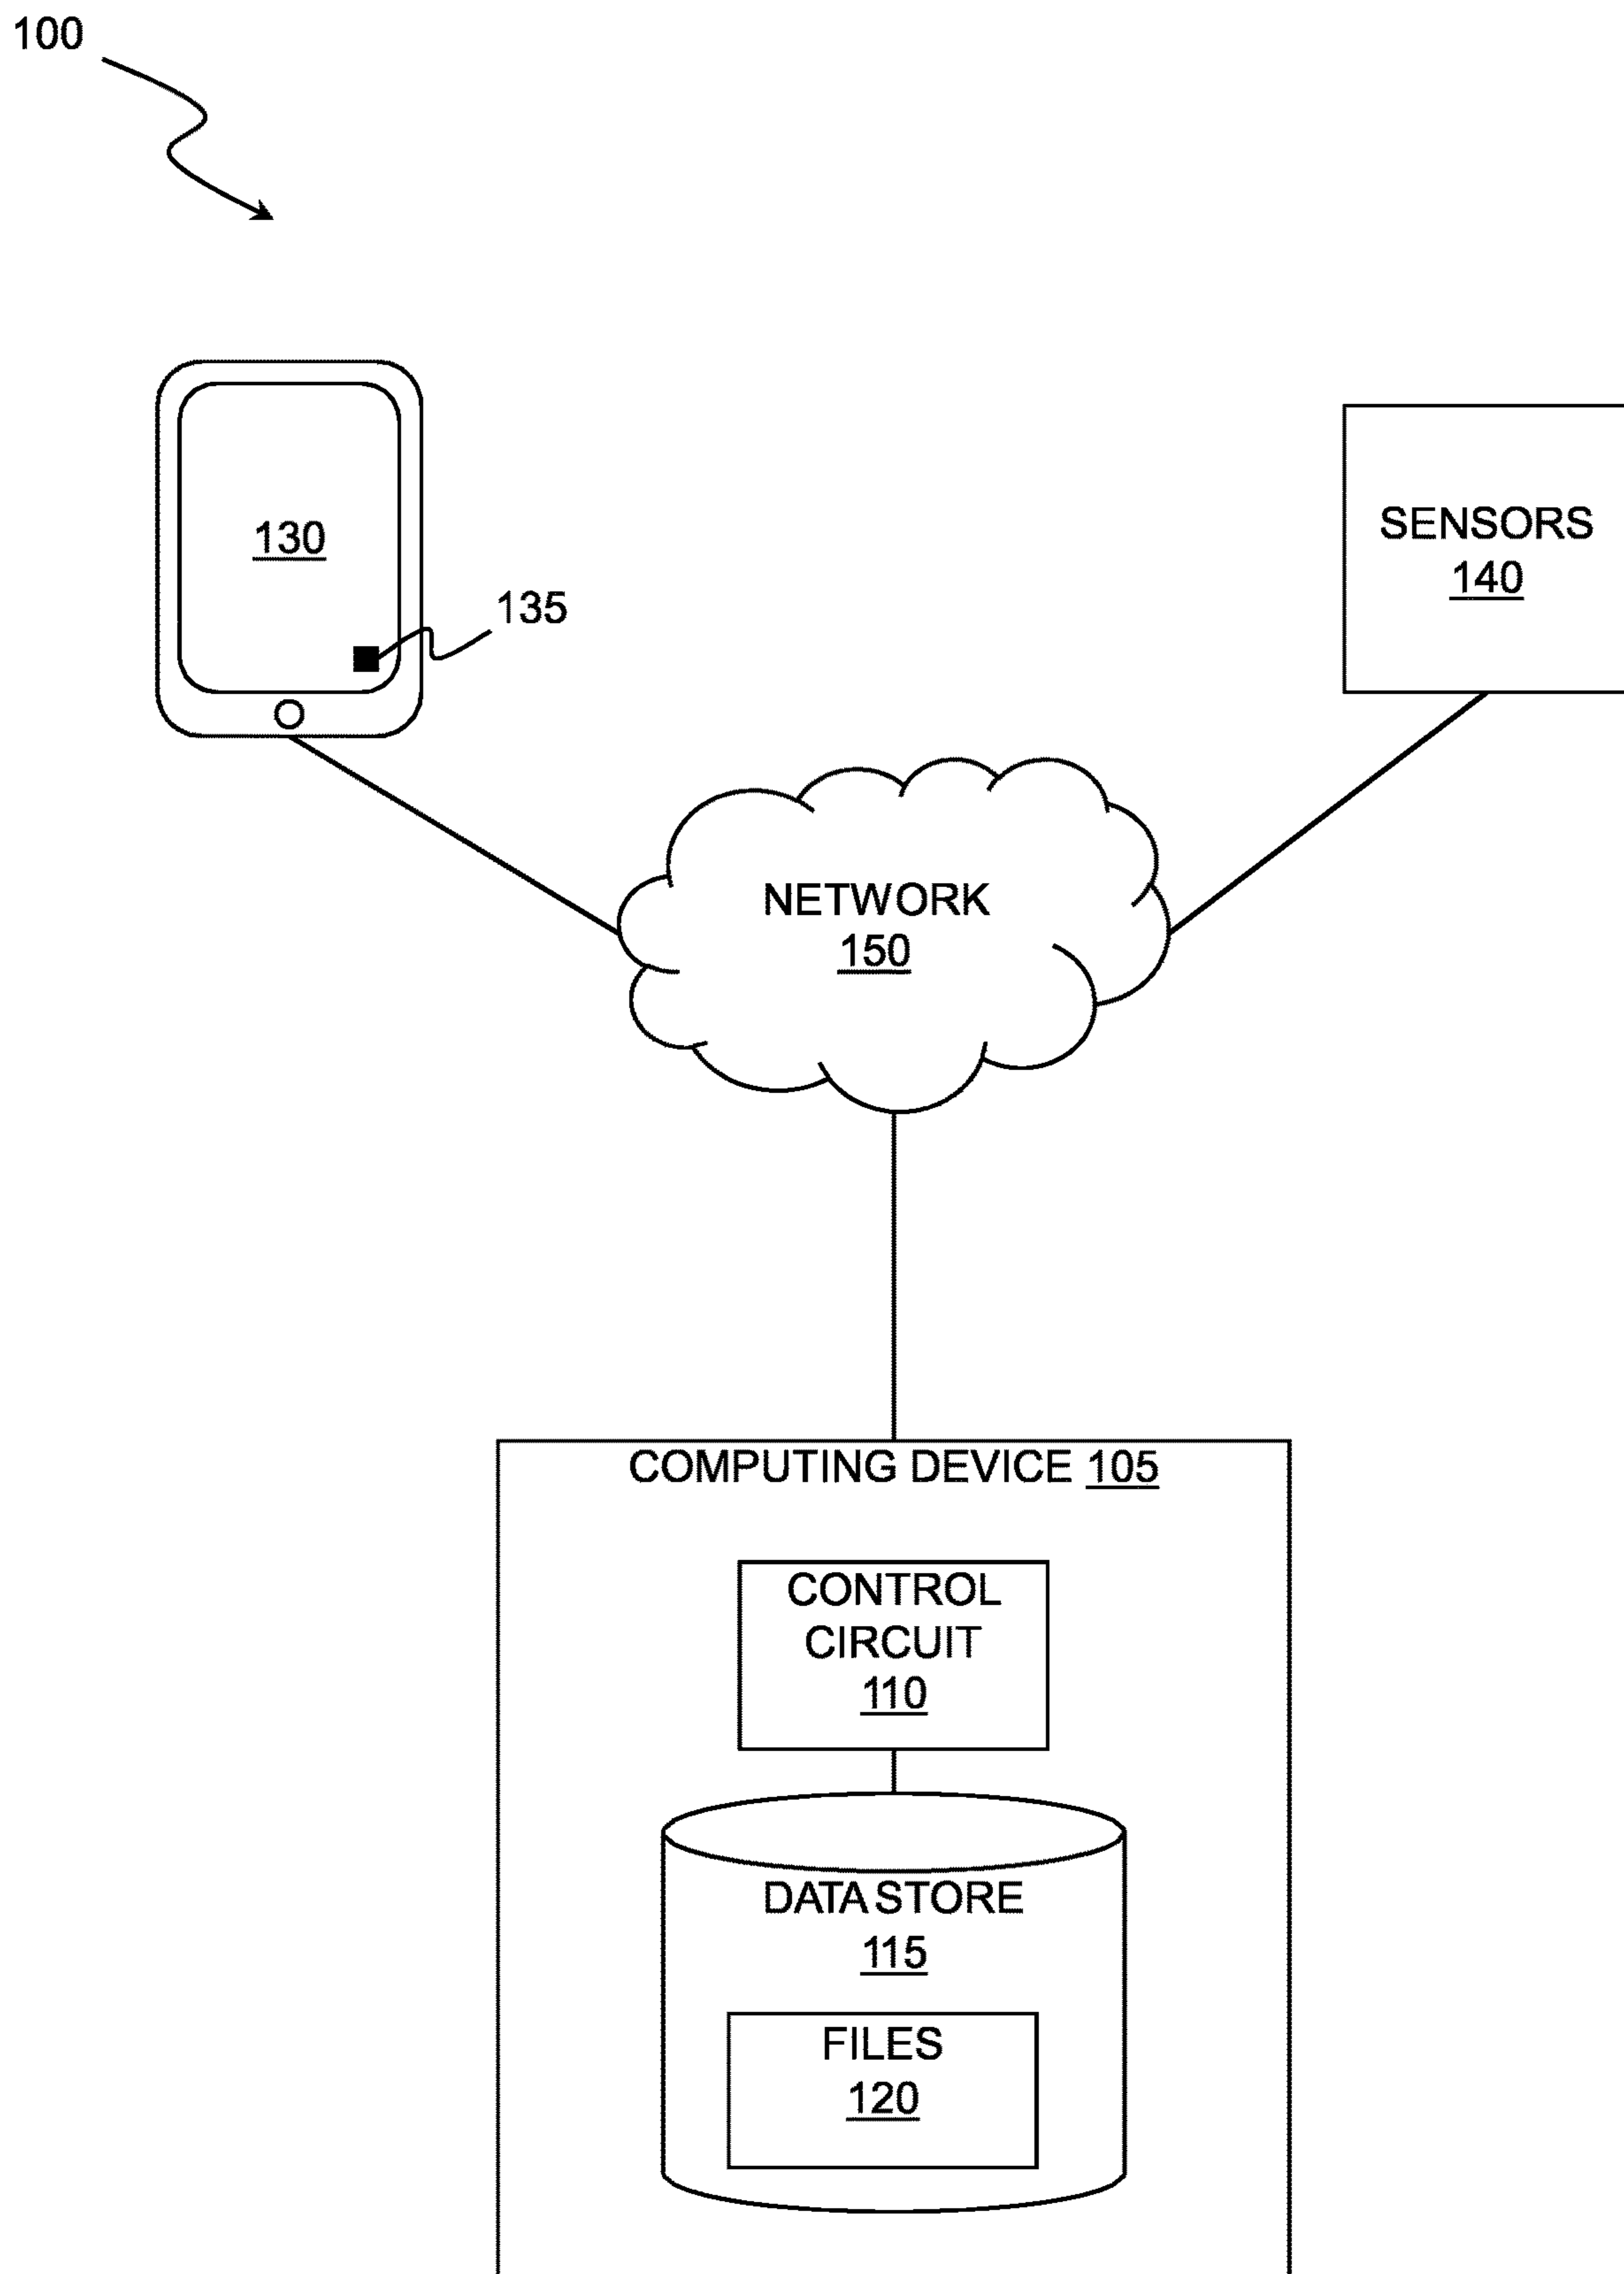 100
130
135
SENSORS
140
NETWORK
150
COMPUTING DEVICE 105
CONTROL
CIRCUIT
110
DATA STORE
115
FILES
120